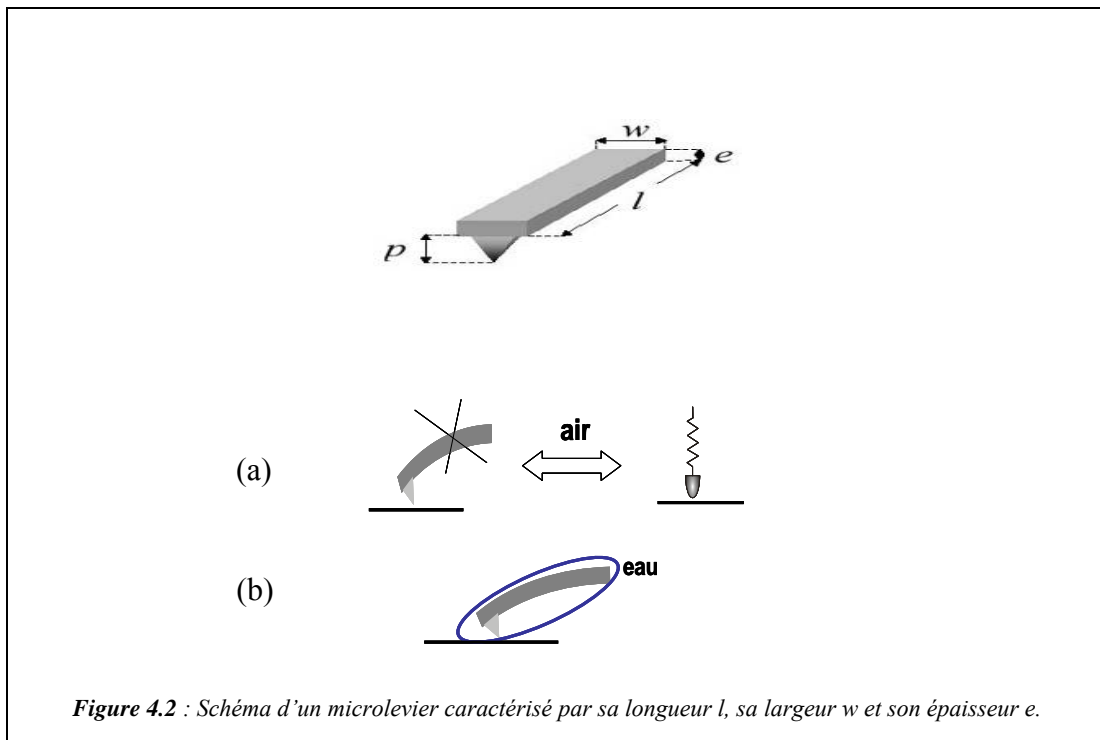 w
e
l
p
air
(a)
eau
(b)
Figure 4.2 : Schéma d'un microlevier caractérisé par sa longueur l, sa largeur w et son épaisseur e.